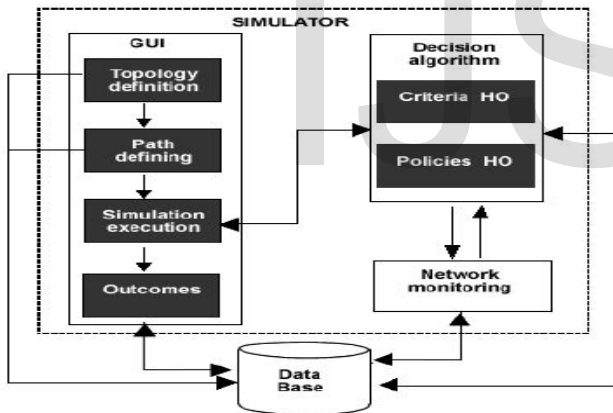 SIMULATOR
GUI
Topology
definition
Path
defining
Simulation
execution
Outcomes
Decision
algorithm
Criteria HO
Policies HO
Network
monitoring
Data
Base
IJS